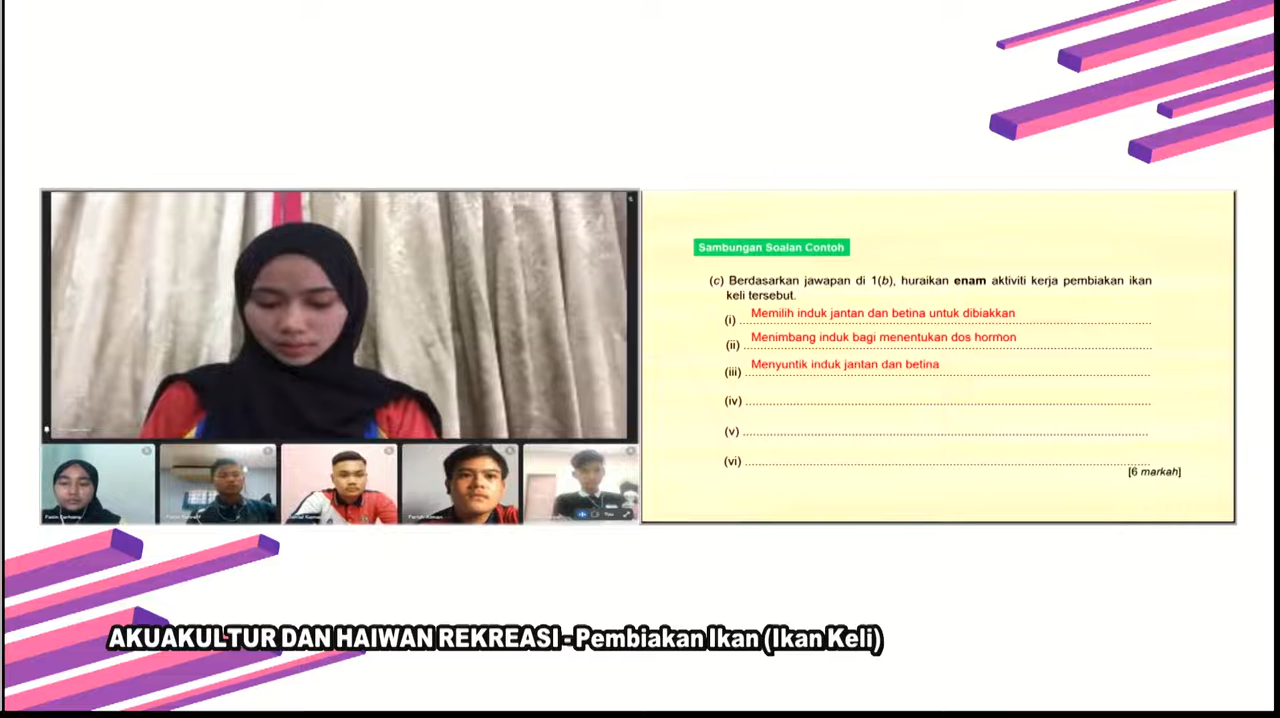 Sambungan Soalan Contoh
(c) Berdasarkan jawapan di 1(b), huraikan enam aktiviti kerja pembiakan ikan
keli tersebut.
(i) Memilih induk jantan dan betina untuk dibiakkan
(ii) Menimbang induk bagi menentukan dos hormon
(iii) Menyuntik induk jantan dan betina
(iv)
(v)
(vi)
[6 markah]
AKUAKULTUR DAN HAIWAN REKREASI - Pembiakan Ikan (Ikan Keli)